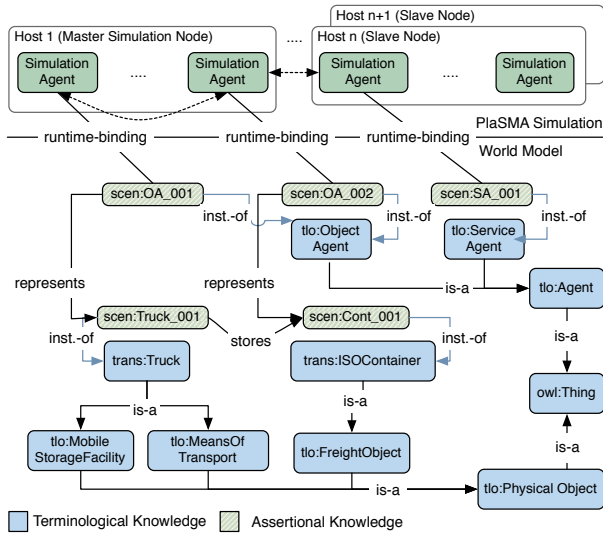 Host n+1 (Slave Node)
Host 1 (Master Simulation Node)
....
Host n (Slave Node)
Simulation
Agent
....
Simulation
Agent
Simulation
Agent
....
Simulation
Agent
PlaSMA Simulation
runtime-binding
runtime-binding
runtime-binding
World Model
scen:OA_001
scen:OA_002
scen:SA_001
inst.-of
inst.-of
inst.-of
tlo:Object
Agent
tlo:Service
Agent
represents
represents
is-a
tlo:Agent
scen:Truck_001
scen:Cont_001
inst.-of
stores
inst.-of
is-a
trans:Truck
trans:ISOContainer
is-a
is-a
owl:Thing
tlo:Mobile
StorageFacility
tlo:MeansOf
Transport
tlo:FreightObject
is-a
is-a
tlo:Physical Object
Terminological Knowledge
Assertional Knowledge